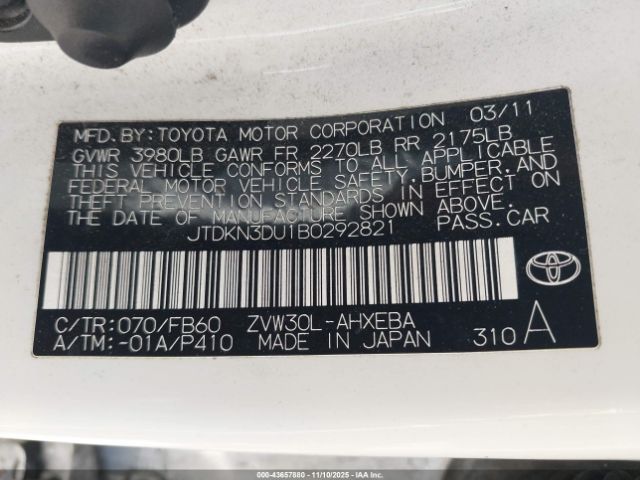 MFD. BY: TOYOTA MOTOR CORPORATION 03/11
GVWR 3980LB GAWR FR 2270LB RR 2175LB
THIS VEHICLE CONFORMS TO ALL APPLICABLE
FEDERAL MOTOR VEHICLE SAFETY, BUMPER, AND
THEFT PREVENTION STANDARDS IN EFFECT ON
THE DATE OF MANUFACTURE SHOWN ABOVE.
JTDKN3DU1B0292821 PASS. CAR
C/TR: 070/FB60 ZVW30L-AHXEBA
A/TM: -01A/P410 MADE IN JAPAN 310 A
000-43657880 - 11/10/2025 - IAAI.COM